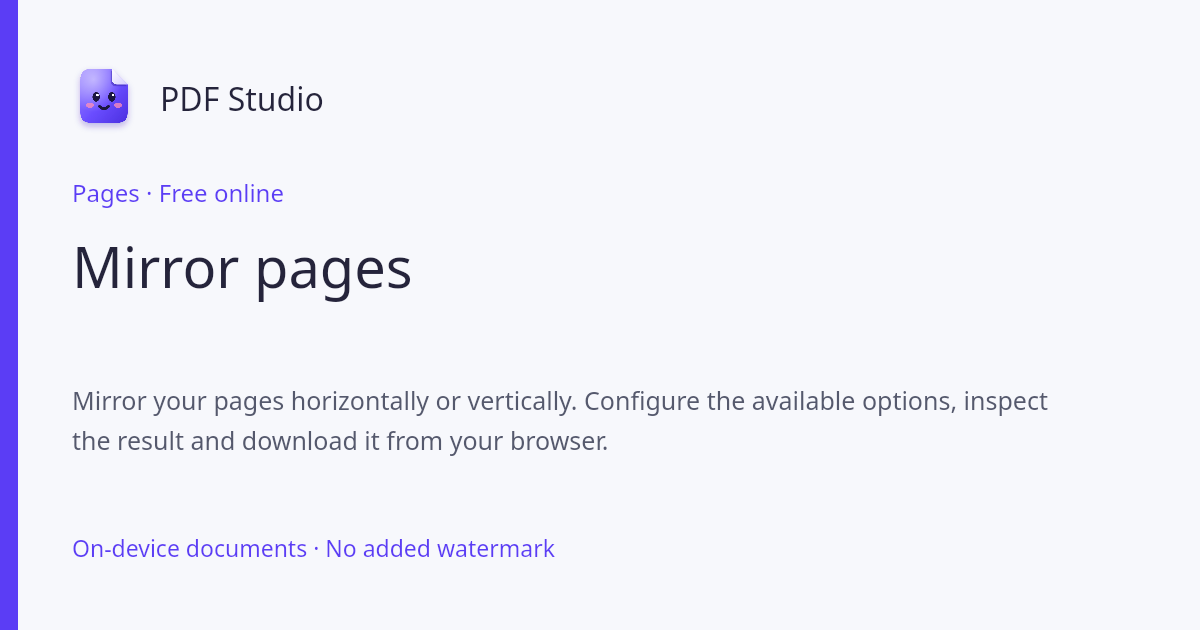 PDF Studio
Pages · Free online
Mirror pages
Mirror your pages horizontally or vertically. Configure the available options, inspect
the result and download it from your browser.
On-device documents · No added watermark